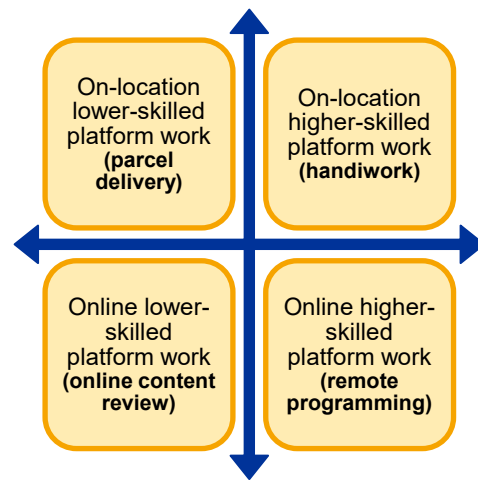 On-location
lower-skilled
platform work
(parcel
delivery)
On-location
higher-skilled
platform work
(handiwork)
Online lower-
skilled
platform work
(online content
review)
Online higher-
skilled
platform work
(remote
programming)